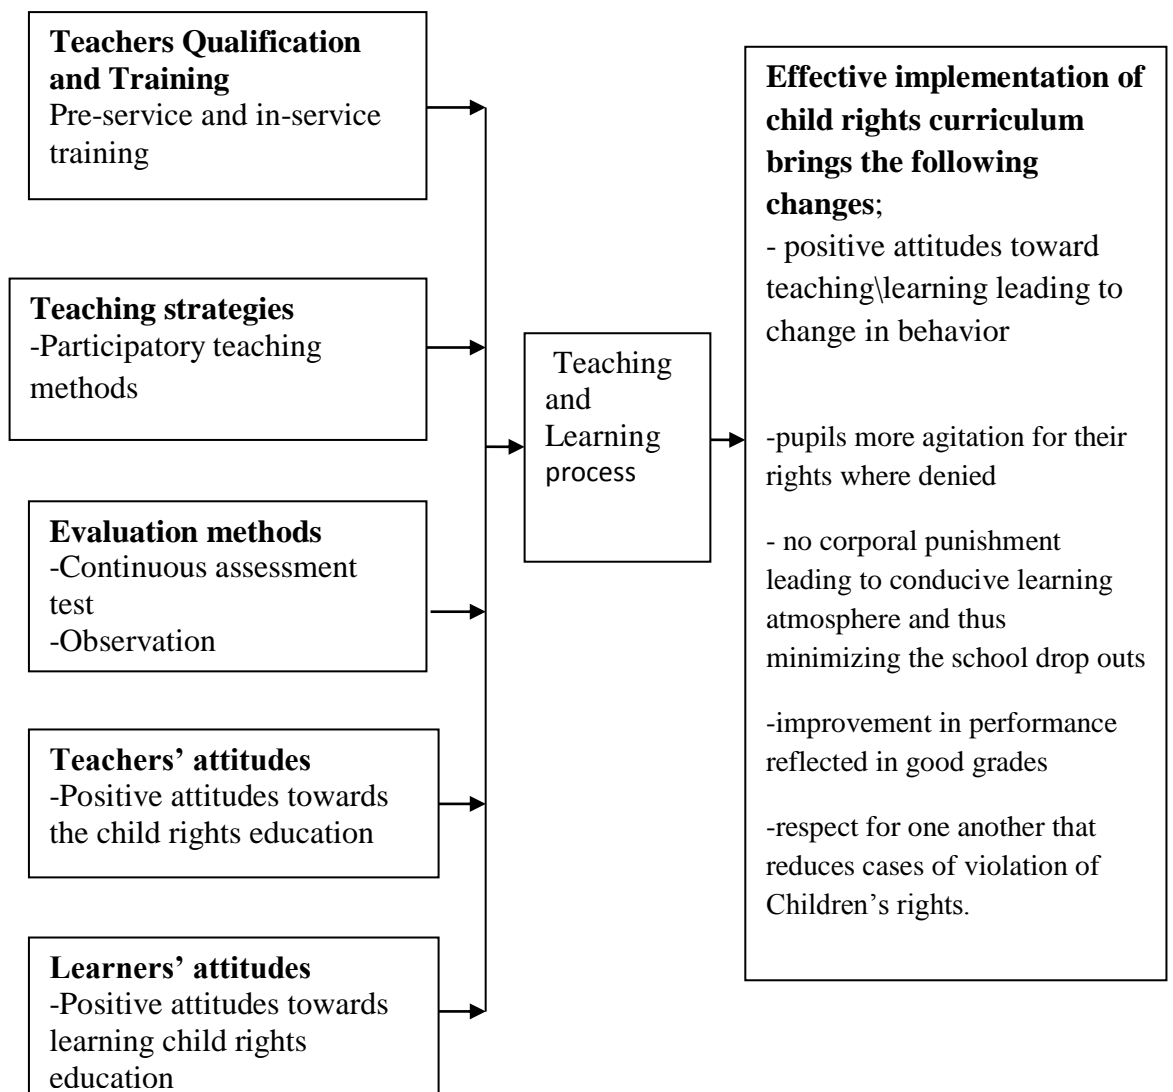 Teachers Qualification
and Training
Pre-service and in-service
training
Teaching strategies
-Participatory teaching
methods
Evaluation methods
-Continuous assessment
test
-Observation
Teachers’ attitudes
-Positive attitudes towards
the child rights education
Learners’ attitudes
-Positive attitudes towards
learning child rights
education
Teaching
and
Learning
process
Effective implementation of
child rights curriculum
brings the following
changes;
- positive attitudes toward
teaching\learning leading to
change in behavior
-pupils more agitation for their
rights where denied
- no corporal punishment
leading to conducive learning
atmosphere and thus
minimizing the school drop outs
-improvement in performance
reflected in good grades
-respect for one another that
reduces cases of violation of
Children’s rights.